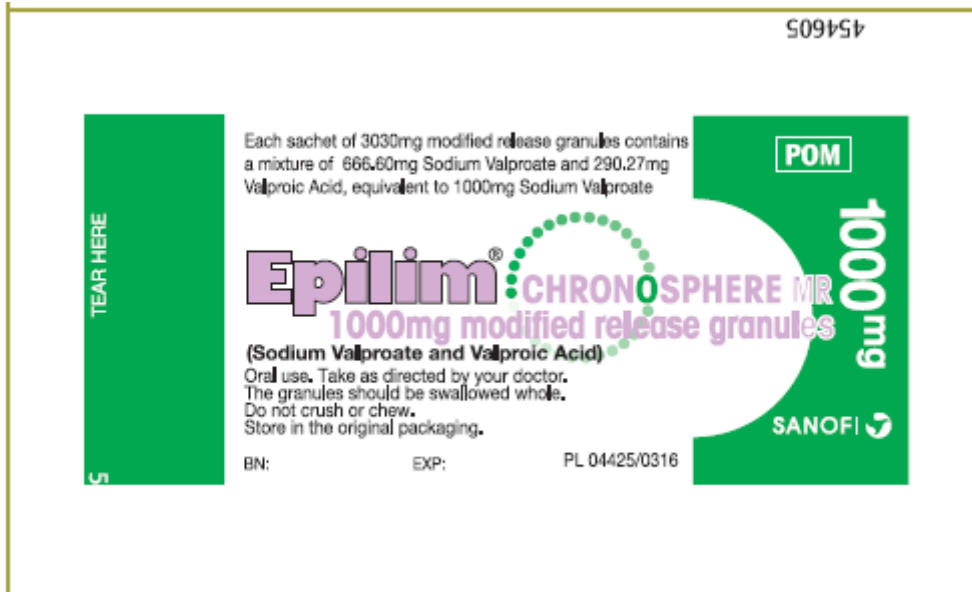 454605
TEAR HERE
5
Each sachet of 3030mg modified release granules contains
a mixture of 666.60mg Sodium Valproate and 290.27mg
Valproic Acid, equivalent to 1000mg Sodium Valproate
Epilim®
CHRONOSPHERE MR
1000mg modified release granules
(Sodium Valproate and Valproic Acid)
Oral use. Take as directed by your doctor.
The granules should be swallowed whole.
Do not crush or chew.
Store in the original packaging.
BN: EXP: PL 04425/0316
POM
1000mg
SANOFI